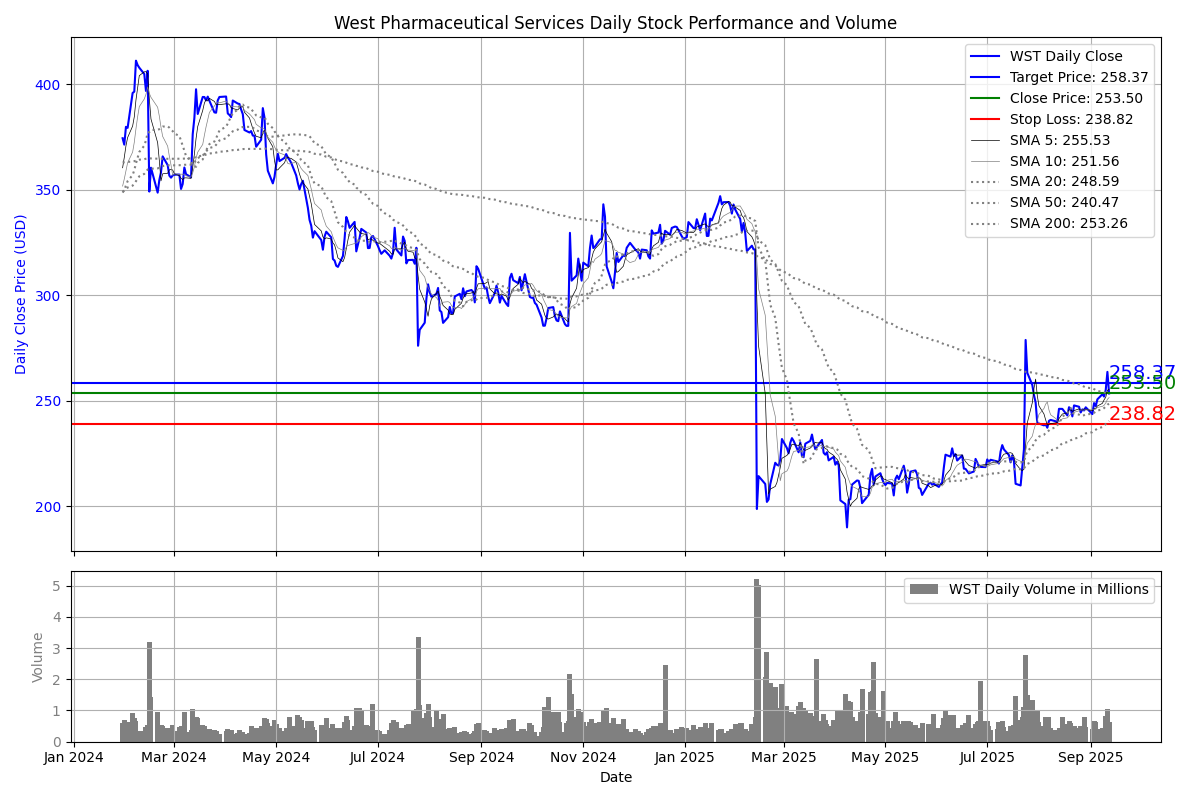 West Pharmaceutical Services Daily Stock Performance and Volume
Daily Close Price (USD)
400
350
300
250
200
WST Daily Close
Target Price: 258.37
Close Price: 253.50
Stop Loss: 238.82
SMA 5: 255.53
SMA 10: 251.56
SMA 20: 248.59
SMA 50: 240.47
SMA 200: 253.26
258.37
253.50
238.82
Volume
5
4
3
2
1
0
WST Daily Volume in Millions
Jan 2024 Mar 2024 May 2024 Jul 2024 Sep 2024 Nov 2024 Jan 2025 Mar 2025 May 2025 Jul 2025 Sep 2025
Date